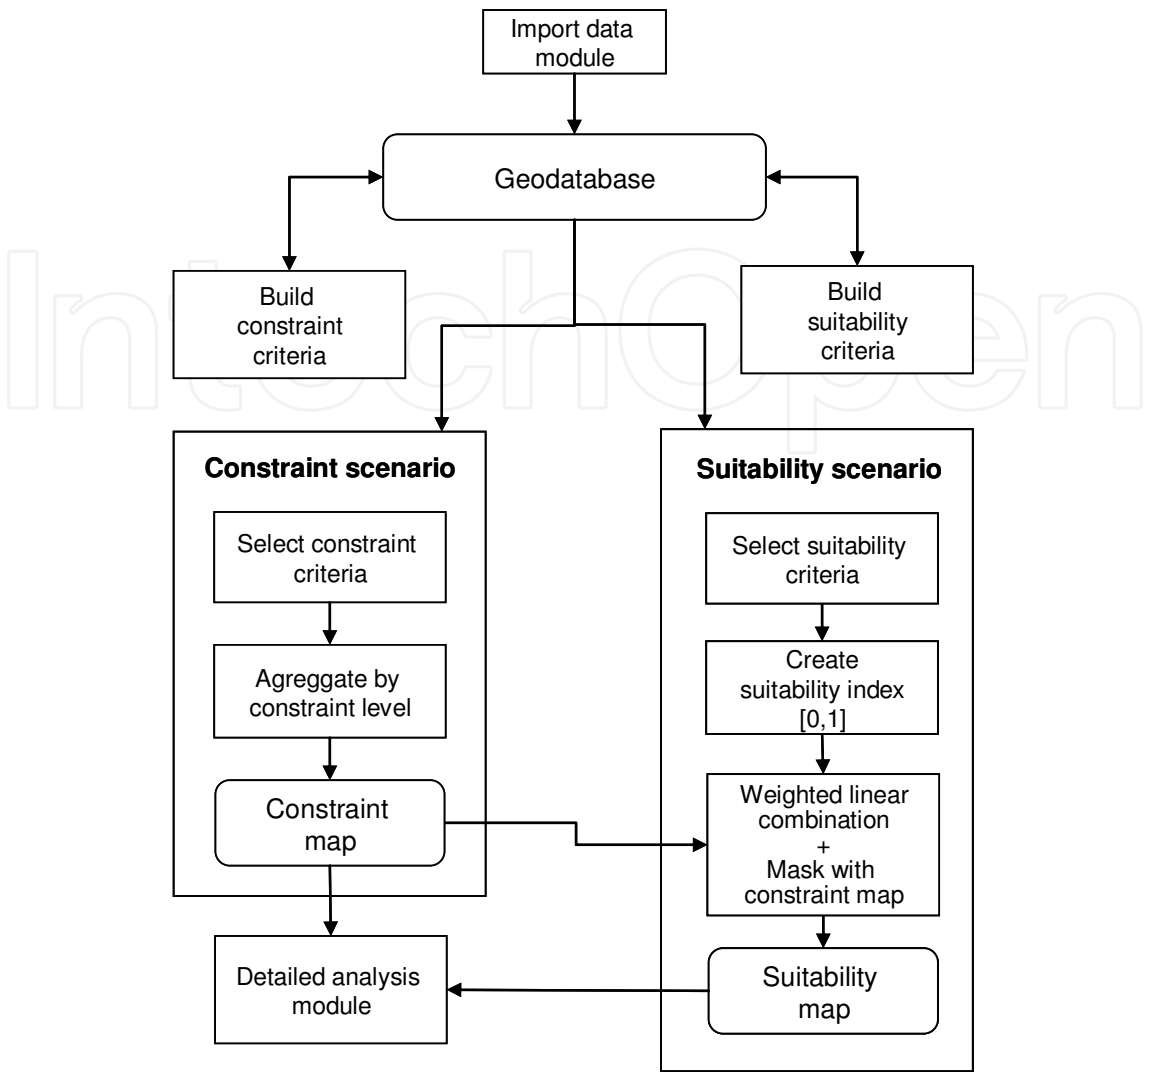 Import data
module
Geodatabase
Build
constraint
criteria
Build
suitability
criteria
IntechOpen
Constraint scenario
Select constraint
criteria
Agreggate by
constraint level
Constraint
map
Detailed analysis
module
Suitability scenario
Select suitability
criteria
Create
suitability index
[0,1]
Weighted linear
combination
+
Mask with
constraint map
Suitability
map